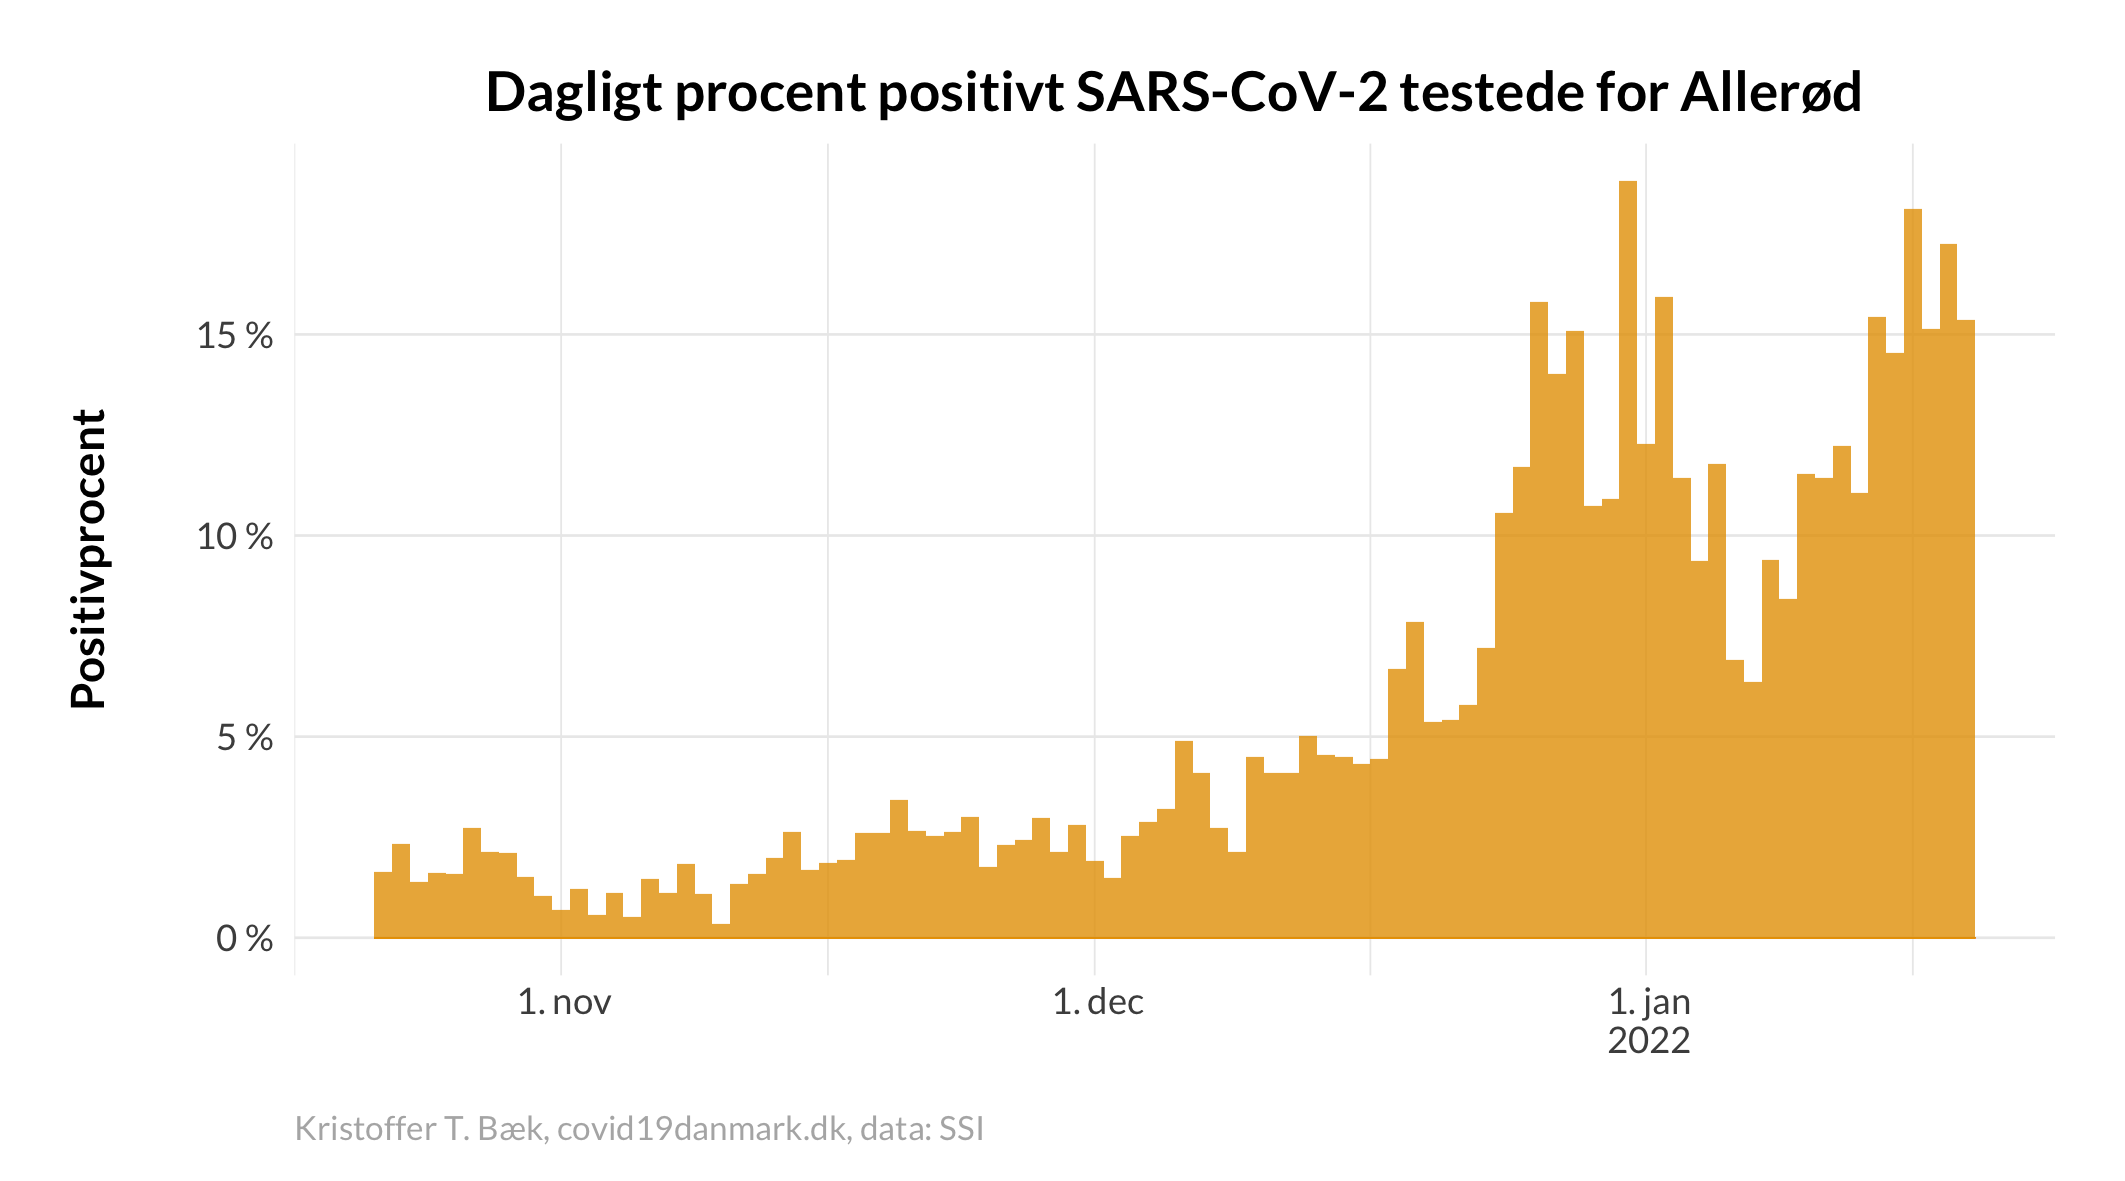 Dagligt procent positivt SARS-CoV-2 testede for Allerød
Positivprocent
15 %
10 %
5 %
0 %
1. nov
1. dec
1. jan
2022
Kristoffer T. Bæk, covid19danmark.dk, data: SSI